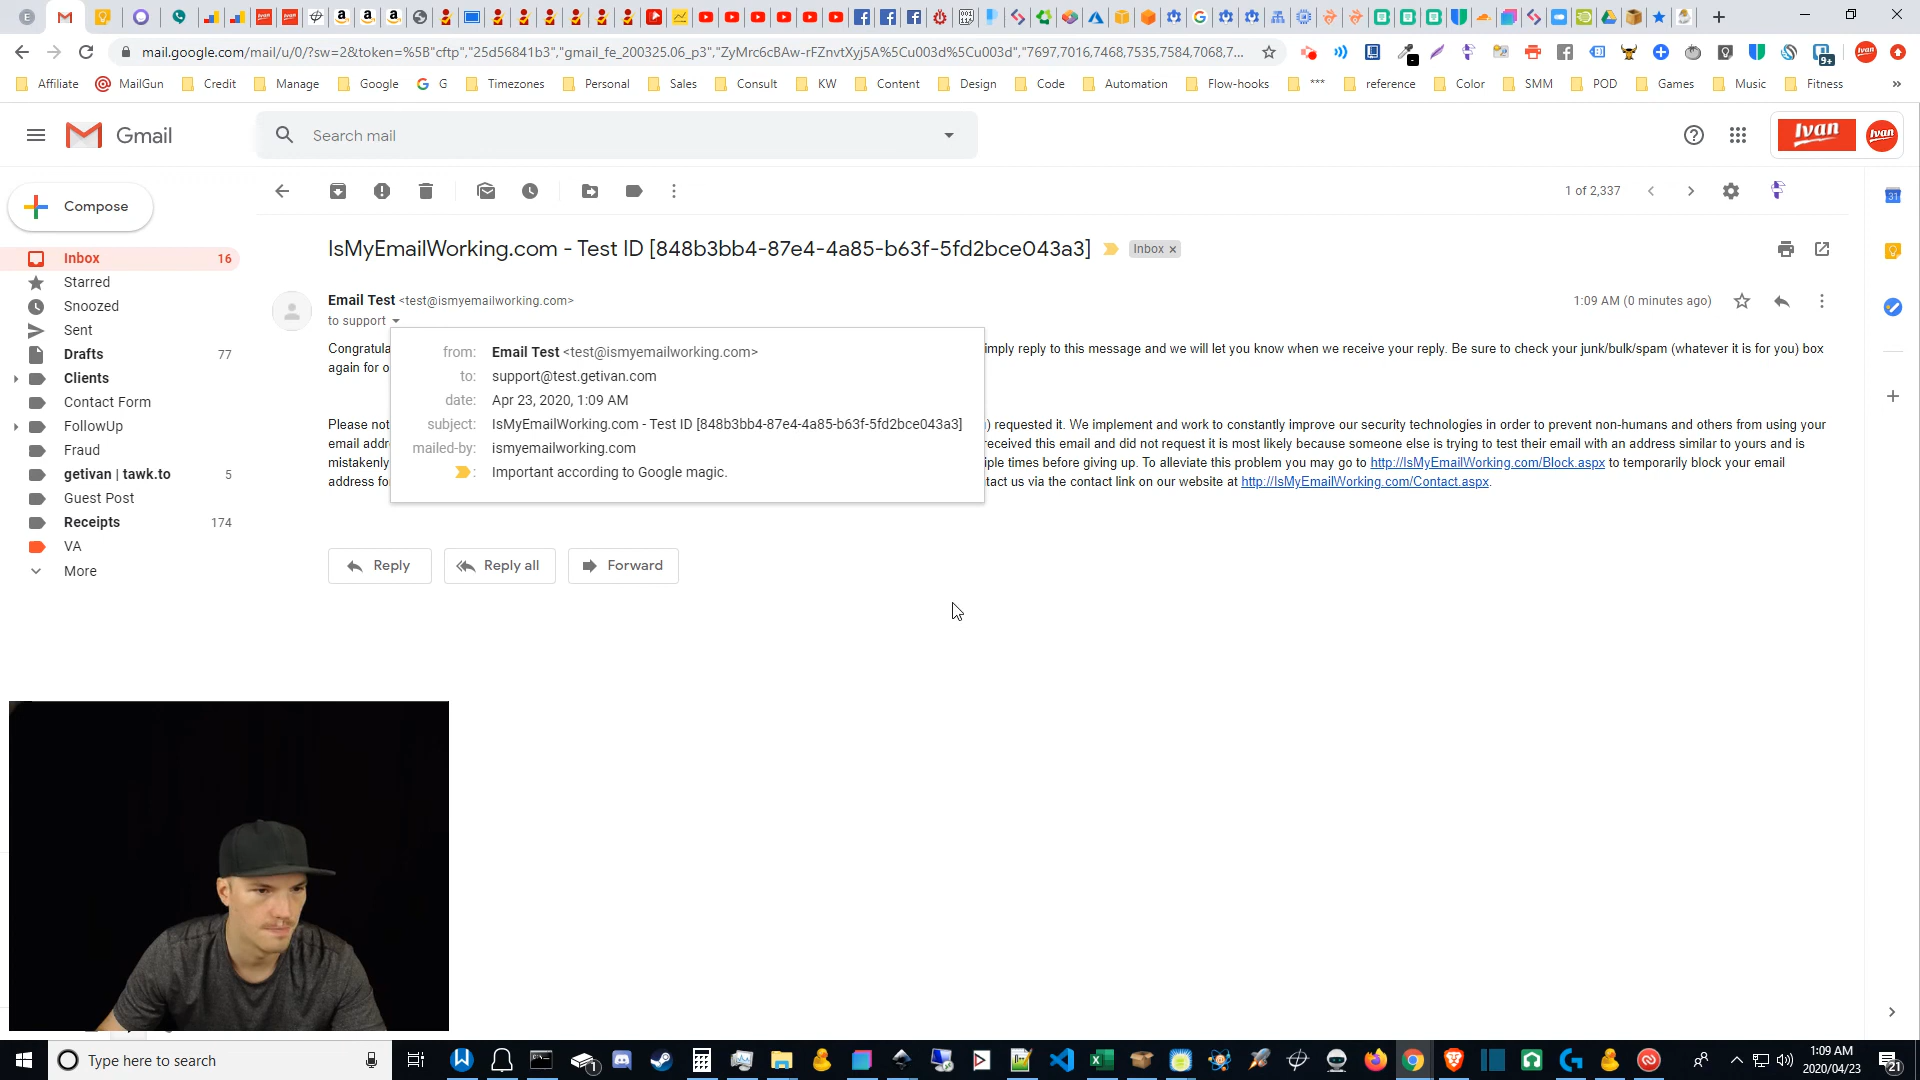 mail.google.com/mail/u/0/?sw=2&token=%5B"cftp","25d56841b3","gmail_fe_200325.06_p3","ZyMrc6cBAw-rFZnvtXyj5A%5Cu003d%5Cu003d","7697,7016,7468,7535,7584,7068,7...
9+
Affiliate MailGun Credit Manage Google G Timezones Personal Sales Consult KW Content Design Code Automation Flow-hooks *** reference Color SMM POD Games Music Fitness »
Gmail Search mail Ivan Ivan
Compose 1 of 2,337
Inbox 16
Starred
Snoozed
Sent
Drafts 77
Clients
Contact Form
FollowUp
Fraud
getivan | tawk.to 5
Guest Post
Receipts 174
VA
More
IsMyEmailWorking.com - Test ID [848b3bb4-87e4-4a85-b63f-5fd2bce043a3] Inbox ×
Email Test <test@ismyemailworking.com> 1:09 AM (0 minutes ago)
to support
Congratula imply reply to this message and we will let you know when we receive your reply. Be sure to check your junk/bulk/spam (whatever it is for you) box
again for o
from: Email Test <test@ismyemailworking.com>
to: support@test.getivan.com
date: Apr 23, 2020, 1:09 AM
subject: IsMyEmailWorking.com - Test ID [848b3bb4-87e4-4a85-b63f-5fd2bce043a3]
mailed-by: ismyemailworking.com
: Important according to Google magic.
Please not ) requested it. We implement and work to constantly improve our security technologies in order to prevent non-humans and others from using your
email addr received this email and did not request it is most likely because someone else is trying to test their email with an address similar to yours and is
mistakenly iple times before giving up. To alleviate this problem you may go to http://IsMyEmailWorking.com/Block.aspx to temporarily block your email
address fo tact us via the contact link on our website at http://IsMyEmailWorking.com/Contact.aspx.
Reply Reply all Forward
Type here to search
1:09 AM
2020/04/23
21